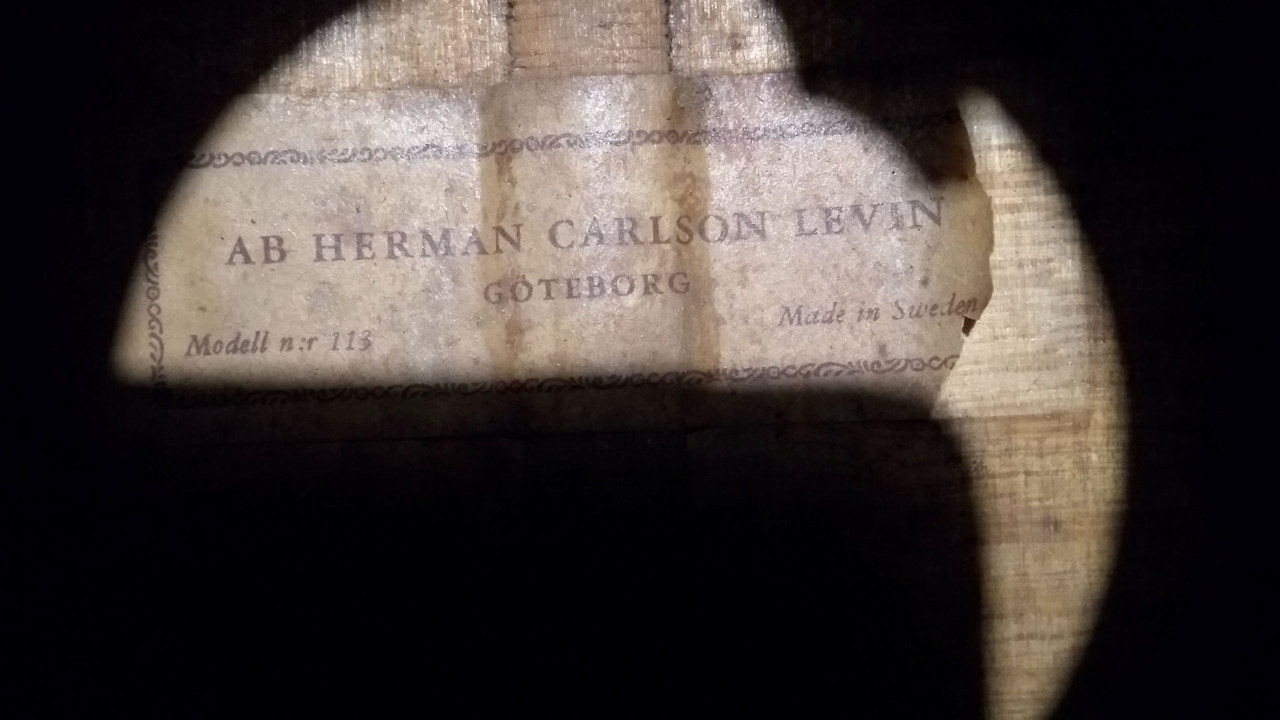 AB HERMAN CARLSON LEVIN
GÖTEBORG
Made in Sweden
Modell n:r 113